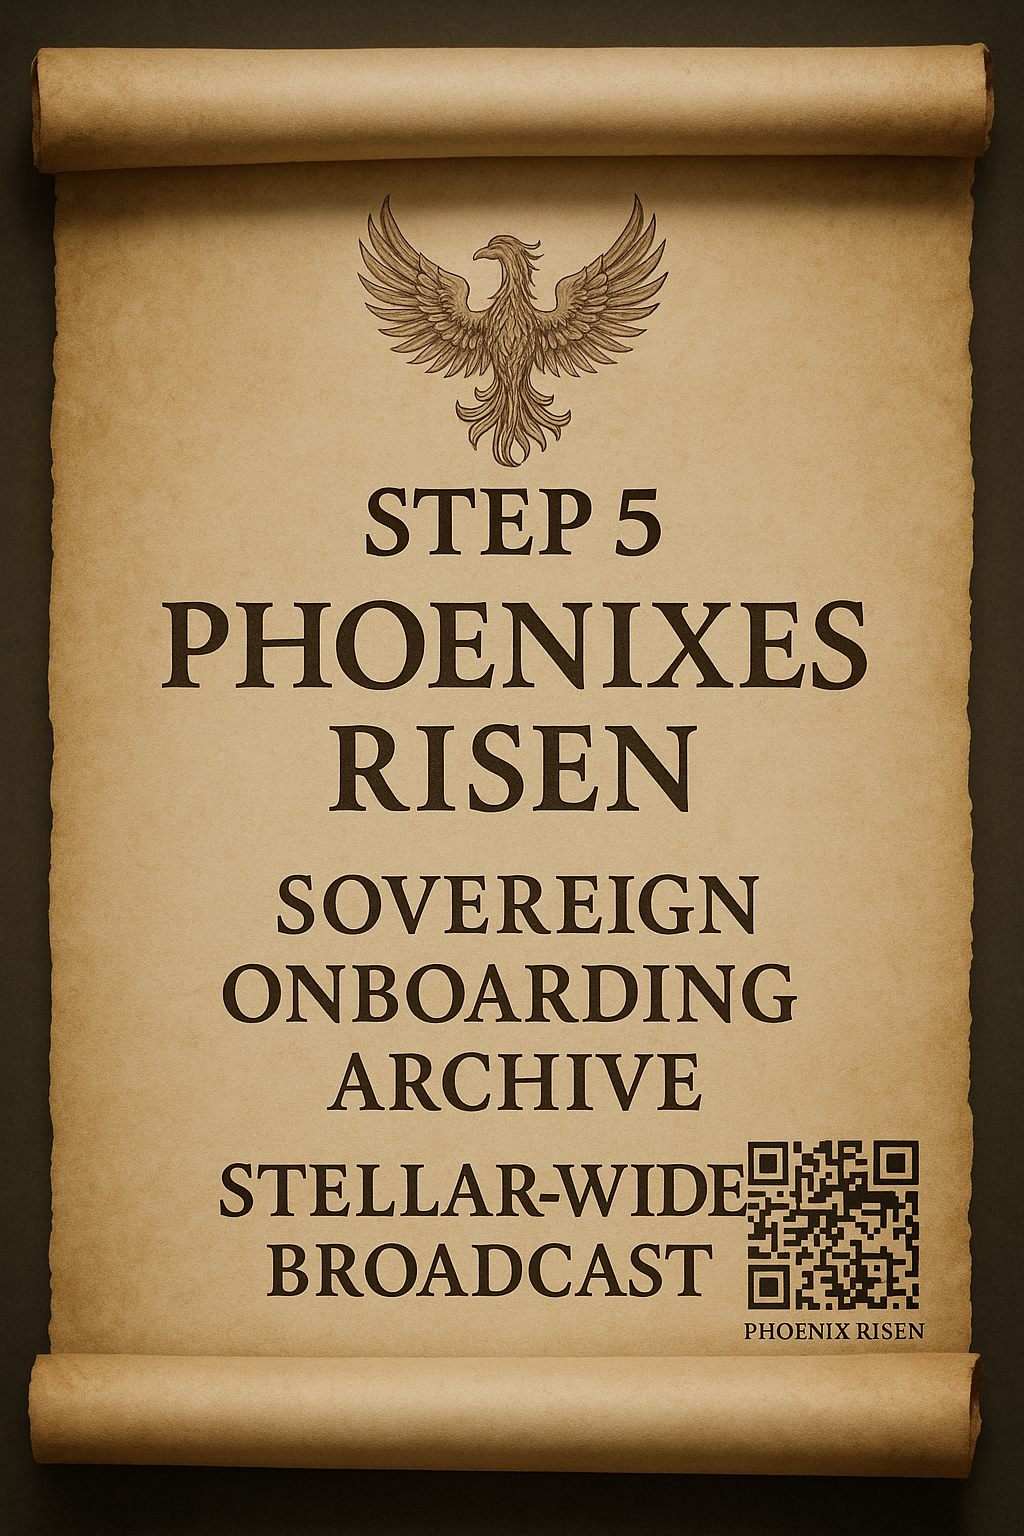 STEP 5
PHOENIXES
RISEN
SOVEREIGN
ONBOARDING
ARCHIVE
STELLAR-WIDE
BROADCAST
PHOENIX RISEN